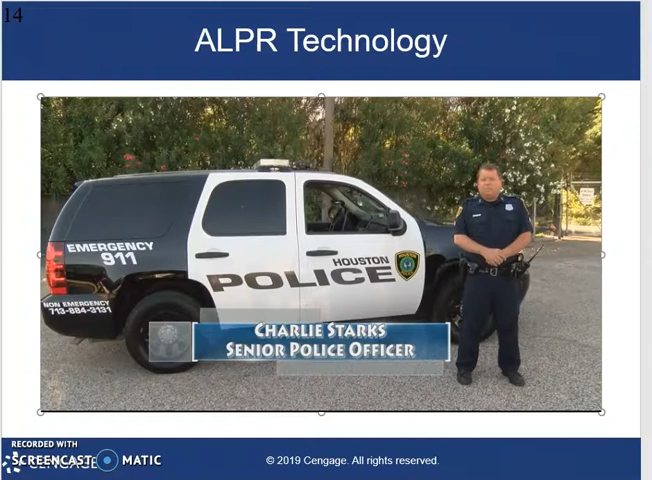 14
ALPR Technology
EMERGENCY
911
HOUSTON
POLICE
NON EMERGENCY
713-884-3131
CHARLIE STARKS
SENIOR POLICE OFFICER
RECORDED WITH
SCREENCAST MATIC
CENGAGE
© 2019 Cengage. All rights reserved.